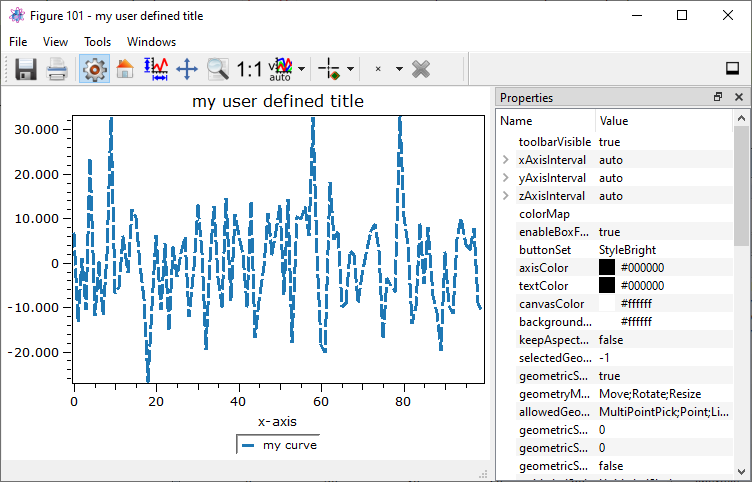 Figure 101 - my user defined title
File View Tools Windows
1:1 auto
my user defined title
30.000
20.000
10.000
0
-10.000
-20.000
0 20 40 60 80
x-axis
my curve
Properties
Name Value
toolbarVisible true
xAxisInterval auto
yAxisInterval auto
zAxisInterval auto
colorMap
enableBoxF... true
buttonSet StyleBright
axisColor #000000
textColor #000000
canvasColor #ffffff
background... #ffffff
keepAspect... false
selectedGeo... -1
geometricS... true
geometryM... Move;Rotate;Resize
allowedGeo... MultiPointPick;Point;Li...
geometricS... 0
geometricS... 0
geometricS... false